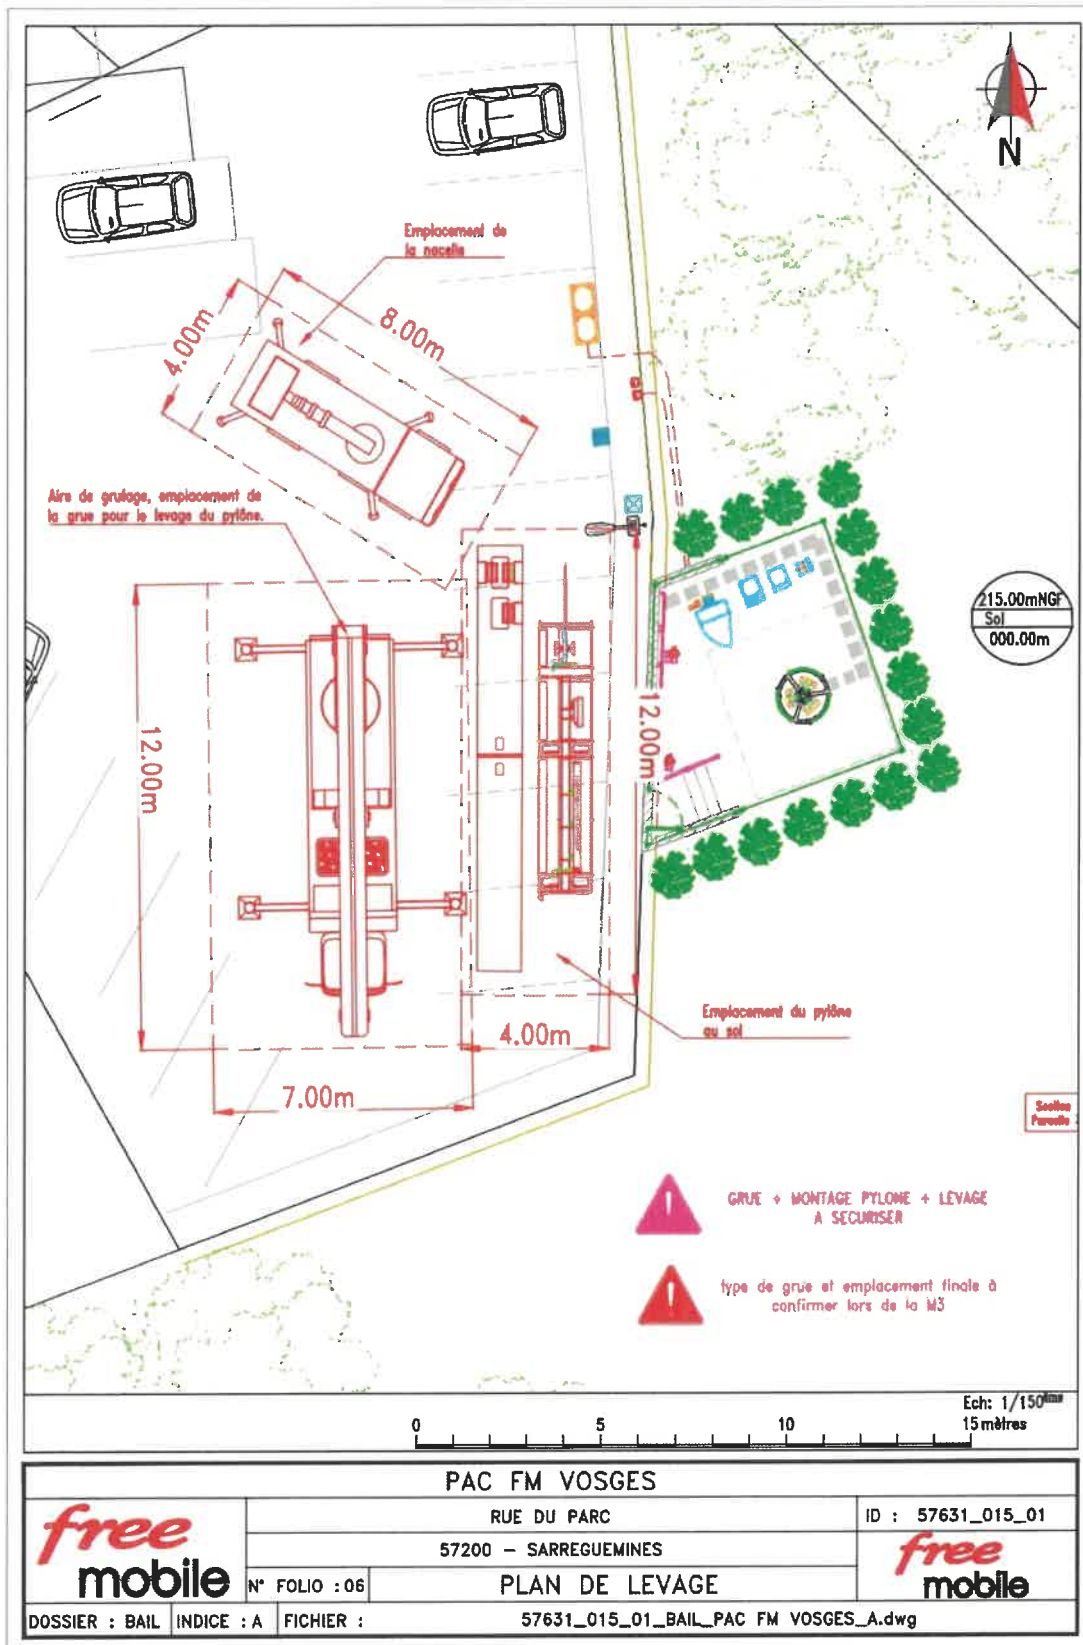 N
Emplacement de
la nacelle
4.00m
8.00m
Aire de grutage, emplacement de
la grue pour le levage du pylône.
215.00mNGF
Sol
000.00m
12.00m
12.00m
Emplacement du pylône
au sol
4.00m
7.00m
Section
Parcelle
GRUE + MONTAGE PYLONE + LEVAGE
A SECURISER
type de grue et emplacement finale à
confirmer lors de la M3
Ech: 1/150ème
0 5 10 15 mètres
PAC FM VOSGES
free
mobile
RUE DU PARC
ID : 57631_015_01
57200 – SARREGUEMINES
free
mobile
N° FOLIO : 06
PLAN DE LEVAGE
DOSSIER : BAIL
INDICE : A
FICHIER :
57631_015_01_BAIL_PAC FM VOSGES_A.dwg